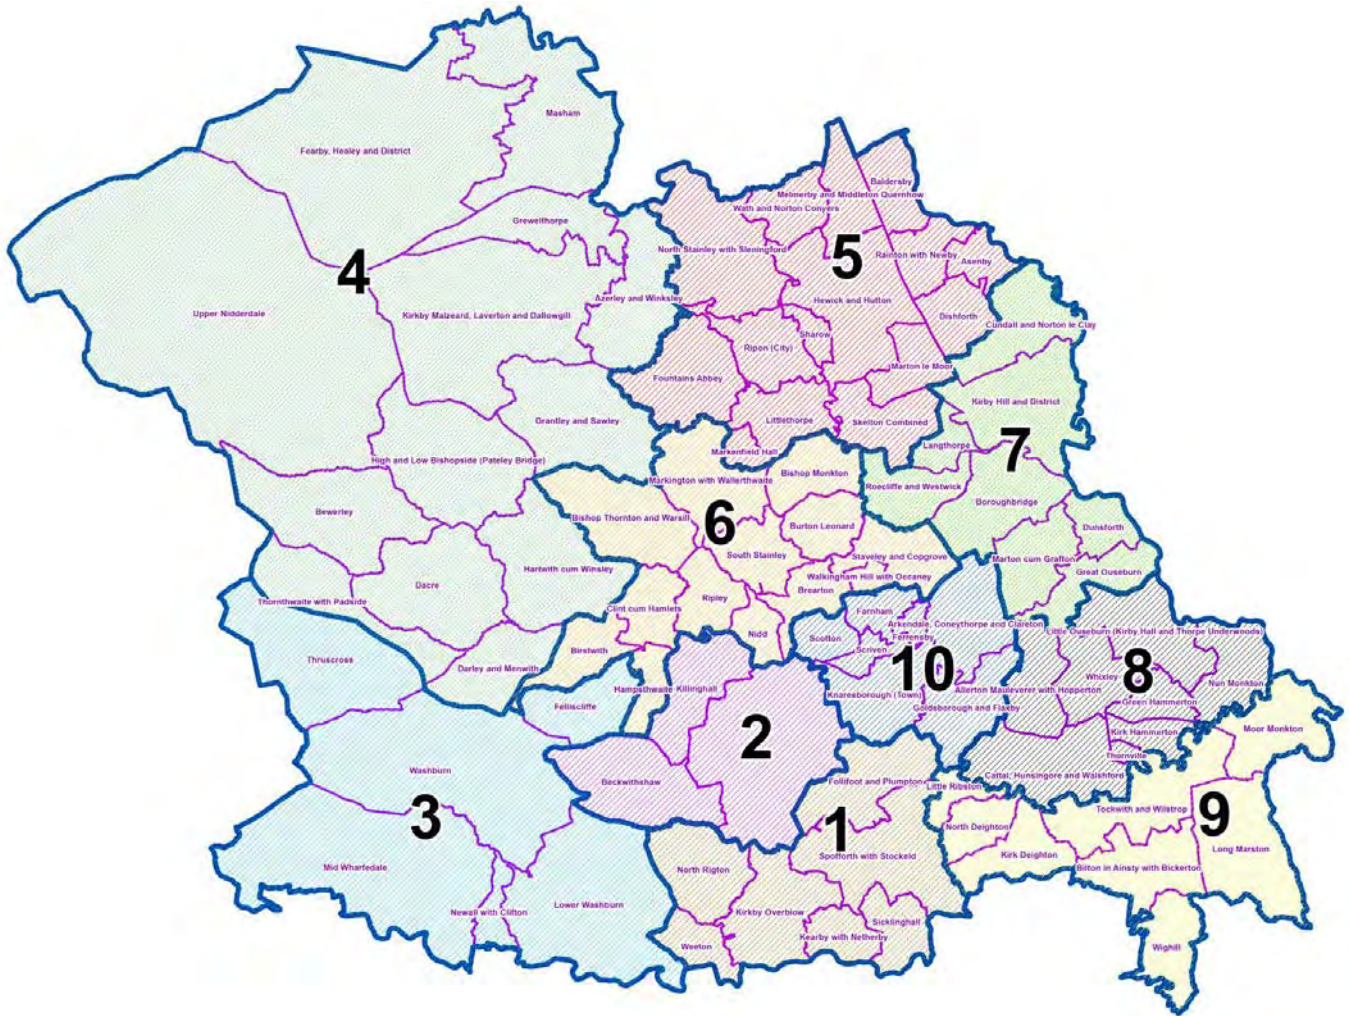 Masham
Fearby, Healey and District
Baldersby
Melmerby and Middleton Quernhow
Wath and Norton Conyers
Grewelthorpe
North Stainley with Sleningford
5
Rainton with Newby
Asenby
4
Azerley and Winksley
Hewick and Hutton
Upper Nidderdale
Kirkby Malzeard, Laverton and Dallowgill
Dishforth
Cundall and Norton le Clay
Sharow
Ripon (City)
Marton le Moor
Fountains Abbey
Kirby Hill and District
Grantley and Sawley
Littlethorpe
Skelton Combined
Langthorpe
7
Markenfield Hall
High and Low Bishopside (Pateley Bridge)
Bishop Monkton
Markington with Wallerthwaite
Roecliffe and Westwick
Boroughbridge
Bewerley
Bishop Thornton and Warsill
6
Burton Leonard
Dunsforth
South Stainley
Staveley and Copgrove
Marton cum Grafton
Hartwith cum Winsley
Great Ouseburn
Walkingham Hill with Occaney
Dacre
Brearton
Thornthwaite with Padside
Ripley
Clint cum Hamlets
Farnham
Arkendale, Coneythorpe and Clareton
Little Ouseburn (Kirby Hall and Thorpe Underwoods)
Nidd
Scotton
Ferrensby
Birstwith
Scriven
Thruscross
Darley and Menwith
10
8
Whixley
Nun Monkton
Hampsthwaite
Killinghall
Allerton Mauleverer with Hopperton
Knaresborough (Town)
Green Hammerton
Felliscliffe
Goldsborough and Flaxby
Moor Monkton
Kirk Hammerton
2
Thornville
Washburn
Cattal, Hunsingore and Walshford
Beckwithshaw
Follifoot and Plumpton
Little Ribston
Tockwith and Wilstrop
3
1
9
North Deighton
Long Marston
Kirk Deighton
Spofforth with Stockeld
Mid Wharfedale
North Rigton
Bilton in Ainsty with Bickerton
Lower Washburn
Newall with Clifton
Kirkby Overblow
Sicklinghall
Kearby with Netherby
Weeton
Wighill